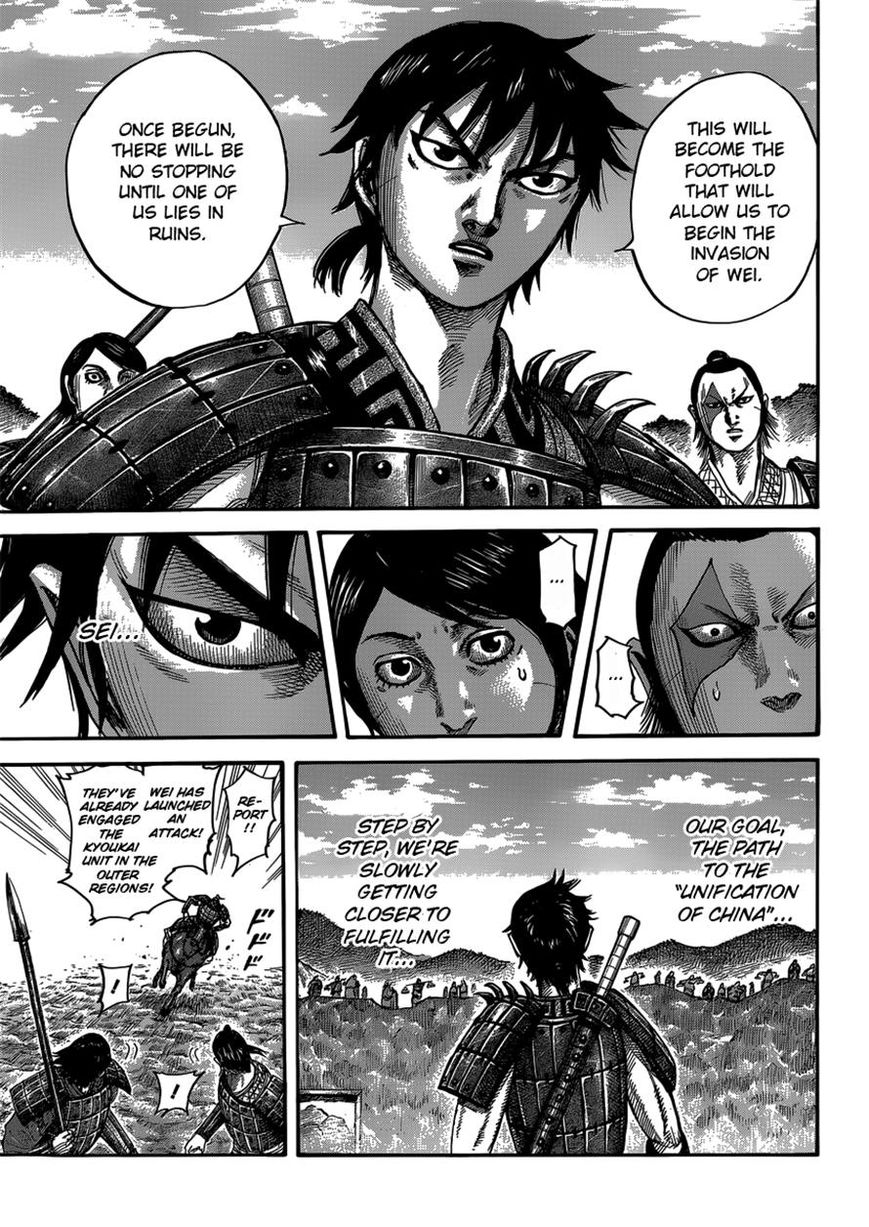 THIS WILL
BECOME THE
FOOTHOLD
THAT WILL
ALLOW US TO
BEGIN THE
INVASION
OF WEI.
ONCE BEGUN,
THERE WILL BE
NO STOPPING
UNTIL ONE OF
US LIES IN
RUINS.
...
...
SEI...
OUR GOAL,
THE PATH
TO THE
"UNIFICATION
OF CHINA"...
STEP BY
STEP, WE'RE
SLOWLY
GETTING
CLOSER TO
FULFILLING
IT...
RE-
PORT
!!
WEI HAS
LAUNCHED
AN
ATTACK!
THEY'VE
ALREADY
ENGAGED
THE
KYOUKAI
UNIT IN THE
OUTER
REGIONS!
ドドド
!
!